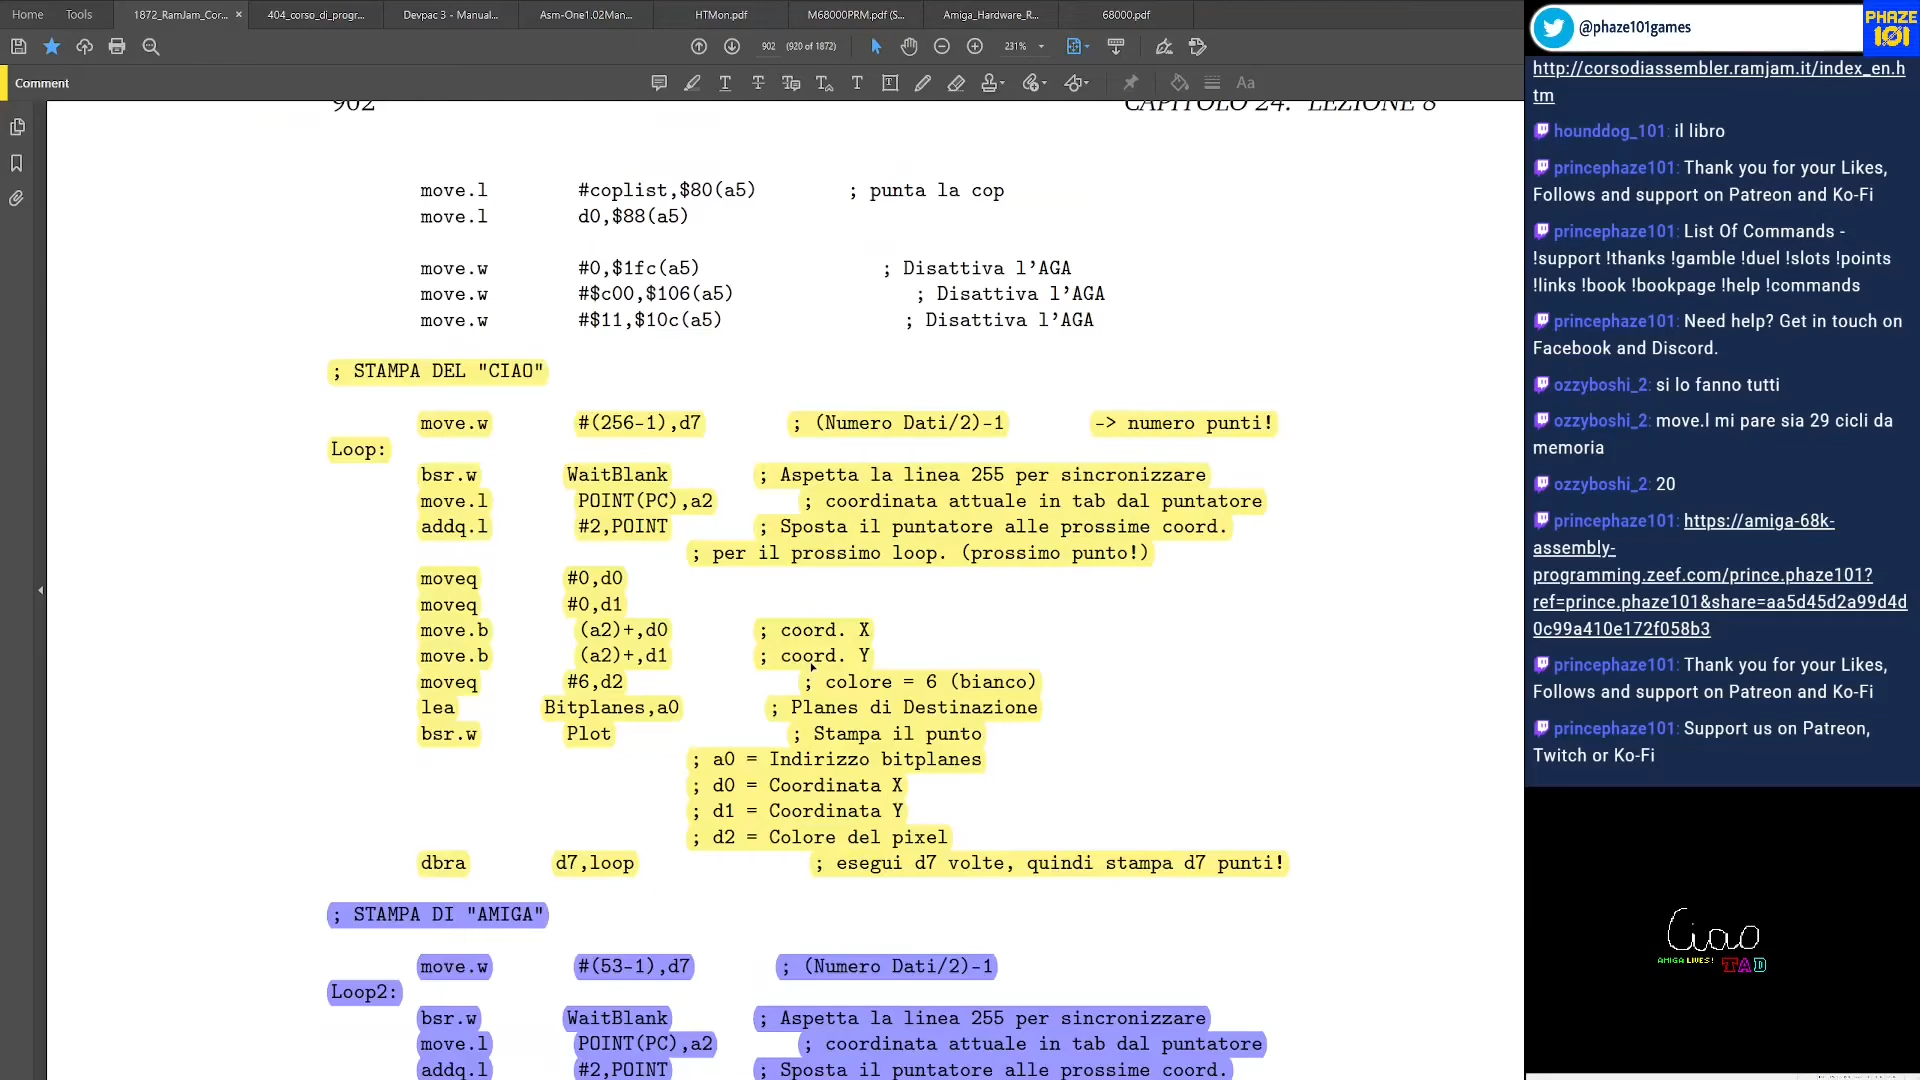 Home
Tools
1872_RamJam_Cor...
404_corso_di_progr...
Devpac 3 - Manual...
Asm-One1.02Man...
HTMon.pdf
M68000PRM.pdf (S...
Amiga_Hardware_R...
68000.pdf
902
(920 of 1872)
231%
Comment
902
CAPITOLO 24. LEZIONE 8
move.l #coplist,$80(a5) ; punta la cop
move.l d0,$88(a5)
move.w #0,$1fc(a5) ; Disattiva l'AGA
move.w #$c00,$106(a5) ; Disattiva l'AGA
move.w #$11,$10c(a5) ; Disattiva l'AGA
; STAMPA DEL "CIAO"
move.w #(256-1),d7 ; (Numero Dati/2)-1 -> numero punti!
Loop:
bsr.w WaitBlank ; Aspetta la linea 255 per sincronizzare
move.l POINT(PC),a2 ; coordinata attuale in tab dal puntatore
addq.l #2,POINT ; Sposta il puntatore alle prossime coord.
; per il prossimo loop. (prossimo punto!)
moveq #0,d0
moveq #0,d1
move.b (a2)+,d0 ; coord. X
move.b (a2)+,d1 ; coord. Y
moveq #6,d2 ; colore = 6 (bianco)
lea Bitplanes,a0 ; Planes di Destinazione
bsr.w Plot ; Stampa il punto
; a0 = Indirizzo bitplanes
; d0 = Coordinata X
; d1 = Coordinata Y
; d2 = Colore del pixel
dbra d7,loop ; esegui d7 volte, quindi stampa d7 punti!
; STAMPA DI "AMIGA"
move.w #(53-1),d7 ; (Numero Dati/2)-1
Loop2:
bsr.w WaitBlank ; Aspetta la linea 255 per sincronizzare
move.l POINT(PC),a2 ; coordinata attuale in tab dal puntatore
addq.l #2,POINT ; Sposta il puntatore alle prossime coord.
@phaze101games
PHAZE
101
http://corsodiassembler.ramjam.it/index_en.h
tm
hounddog_101: il libro
princephaze101: Thank you for your Likes,
Follows and support on Patreon and Ko-Fi
princephaze101: List Of Commands -
!support !thanks !gamble !duel !slots !points
!links !book !bookpage !help !commands
princephaze101: Need help? Get in touch on
Facebook and Discord.
ozzyboshi_2: si lo fanno tutti
ozzyboshi_2: move.l mi pare sia 29 cicli da
memoria
ozzyboshi_2: 20
princephaze101: https://amiga-68k-
assembly-
programming.zeef.com/prince.phaze101?
ref=prince.phaze101&share=aa5d45d2a99d4d
0c99a410e172f058b3
princephaze101: Thank you for your Likes,
Follows and support on Patreon and Ko-Fi
princephaze101: Support us on Patreon,
Twitch or Ko-Fi
Ciao
AMIGA LIVES! TAD